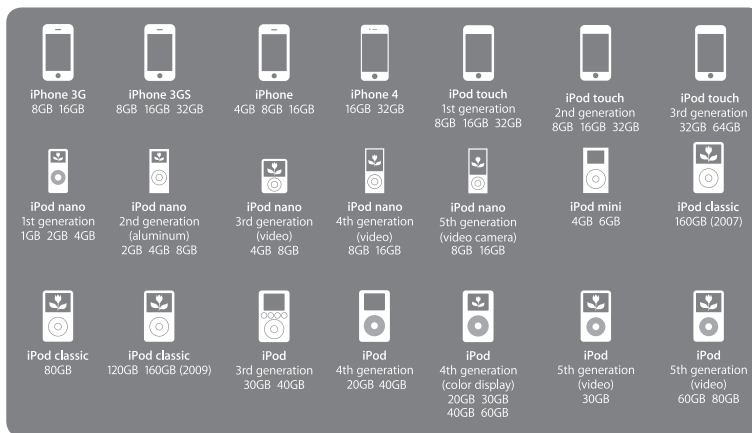 iPhone 3G
8GB 16GB
iPhone 3GS
8GB 16GB 32GB
iPhone
4GB 8GB 16GB
iPhone 4
16GB 32GB
iPod touch
1st generation
8GB 16GB 32GB
iPod touch
2nd generation
8GB 16GB 32GB
iPod touch
3rd generation
32GB 64GB
iPod nano
1st generation
1GB 2GB 4GB
iPod nano
2nd generation
(aluminum)
2GB 4GB 8GB
iPod nano
3rd generation
(video)
4GB 8GB
iPod nano
4th generation
(video)
8GB 16GB
iPod nano
5th generation
(video camera)
8GB 16GB
iPod mini
4GB 6GB
iPod classic
160GB (2007)
iPod classic
80GB
iPod classic
120GB 160GB (2009)
iPod
3rd generation
30GB 40GB
iPod
4th generation
20GB 40GB
iPod
4th generation
(color display)
20GB 30GB
40GB 60GB
iPod
5th generation
(video)
30GB
iPod
5th generation
(video)
60GB 80GB